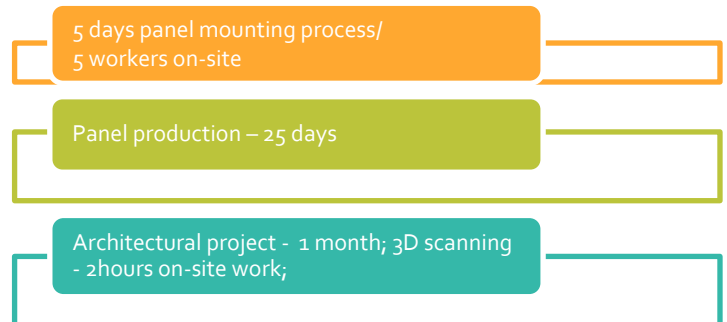 5 days panel mounting process/
5 workers on-site
Panel production – 25 days
Architectural project - 1 month; 3D scanning
- 2hours on-site work;